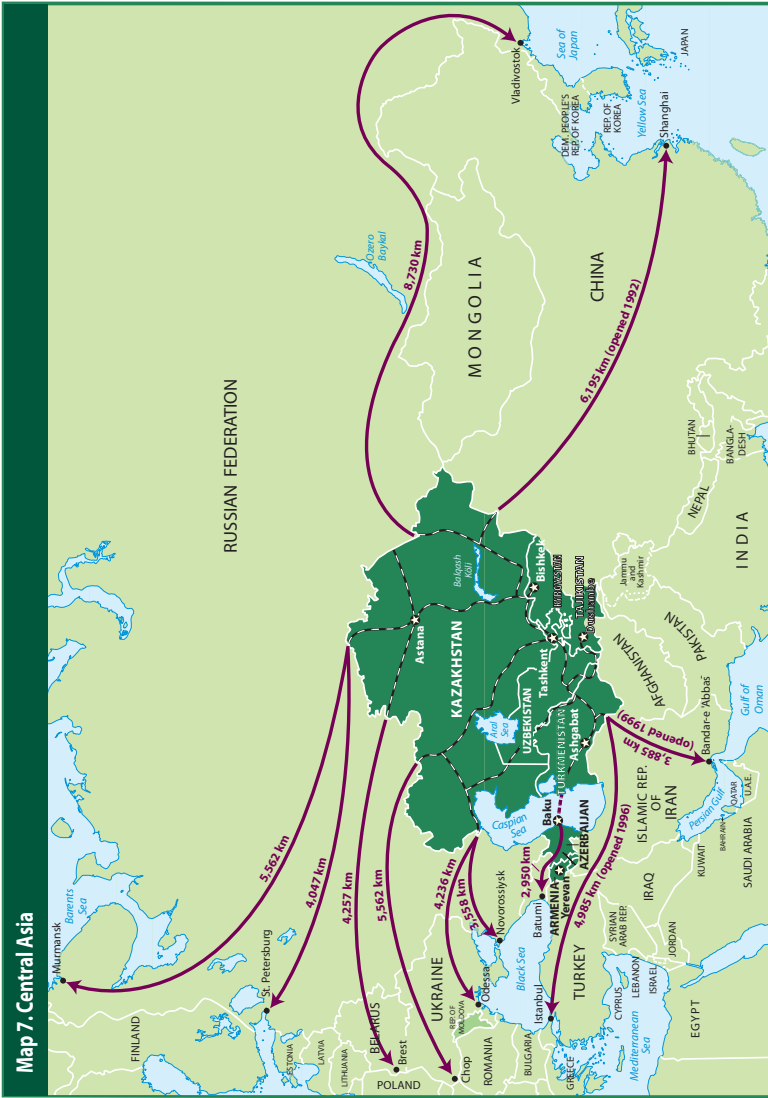 Map 7. Central Asia
Murmansk
Barents
Sea
FINLAND
St. Petersburg
ESTONIA
LATVIA
LITHUANIA
BELARUS
Brest
POLAND
Chop
UKRAINE
REP. OF
MOLDOVA
ROMANIA
Odessa
Novorossiysk
Black Sea
BULGARIA
Istanbul
GREECE
TURKEY
Batumi
ARMENIA
Yerevan
AZERBAIJAN
Baku
Caspian
Sea
CYPRUS
Mediterranean
Sea
LEBANON
ISRAEL
SYRIAN
ARAB REP.
JORDAN
EGYPT
IRAQ
KUWAIT
SAUDI ARABIA
BAHRAIN
QATAR
U.A.E.
Persian Gulf
ISLAMIC REP.
OF
IRAN
Bandar-e 'Abbas
Gulf of
Oman
5,562 km
4,047 km
4,257 km
5,562 km
4,236 km
3,558 km
2,950 km
4,985 km (opened 1996)
3,885 km
(opened 1999)
RUSSIAN FEDERATION
KAZAKHSTAN
Astana
Balqash
Köli
Aral
Sea
UZBEKISTAN
Tashkent
TURKMENISTAN
Ashgabat
Bishkek
KYRGYZSTAN
TAJIKISTAN
Dushanbe
AFGHANISTAN
PAKISTAN
Jammu
and
Kashmir
INDIA
NEPAL
BHUTAN
BANGLA-
DESH
8,730 km
Ozero
Baykal
MONGOLIA
CHINA
6,195 km (opened 1992)
Vladivostok
Sea of
Japan
JAPAN
DEM. PEOPLE'S
REP. OF KOREA
REP. OF
KOREA
Yellow Sea
Shanghai